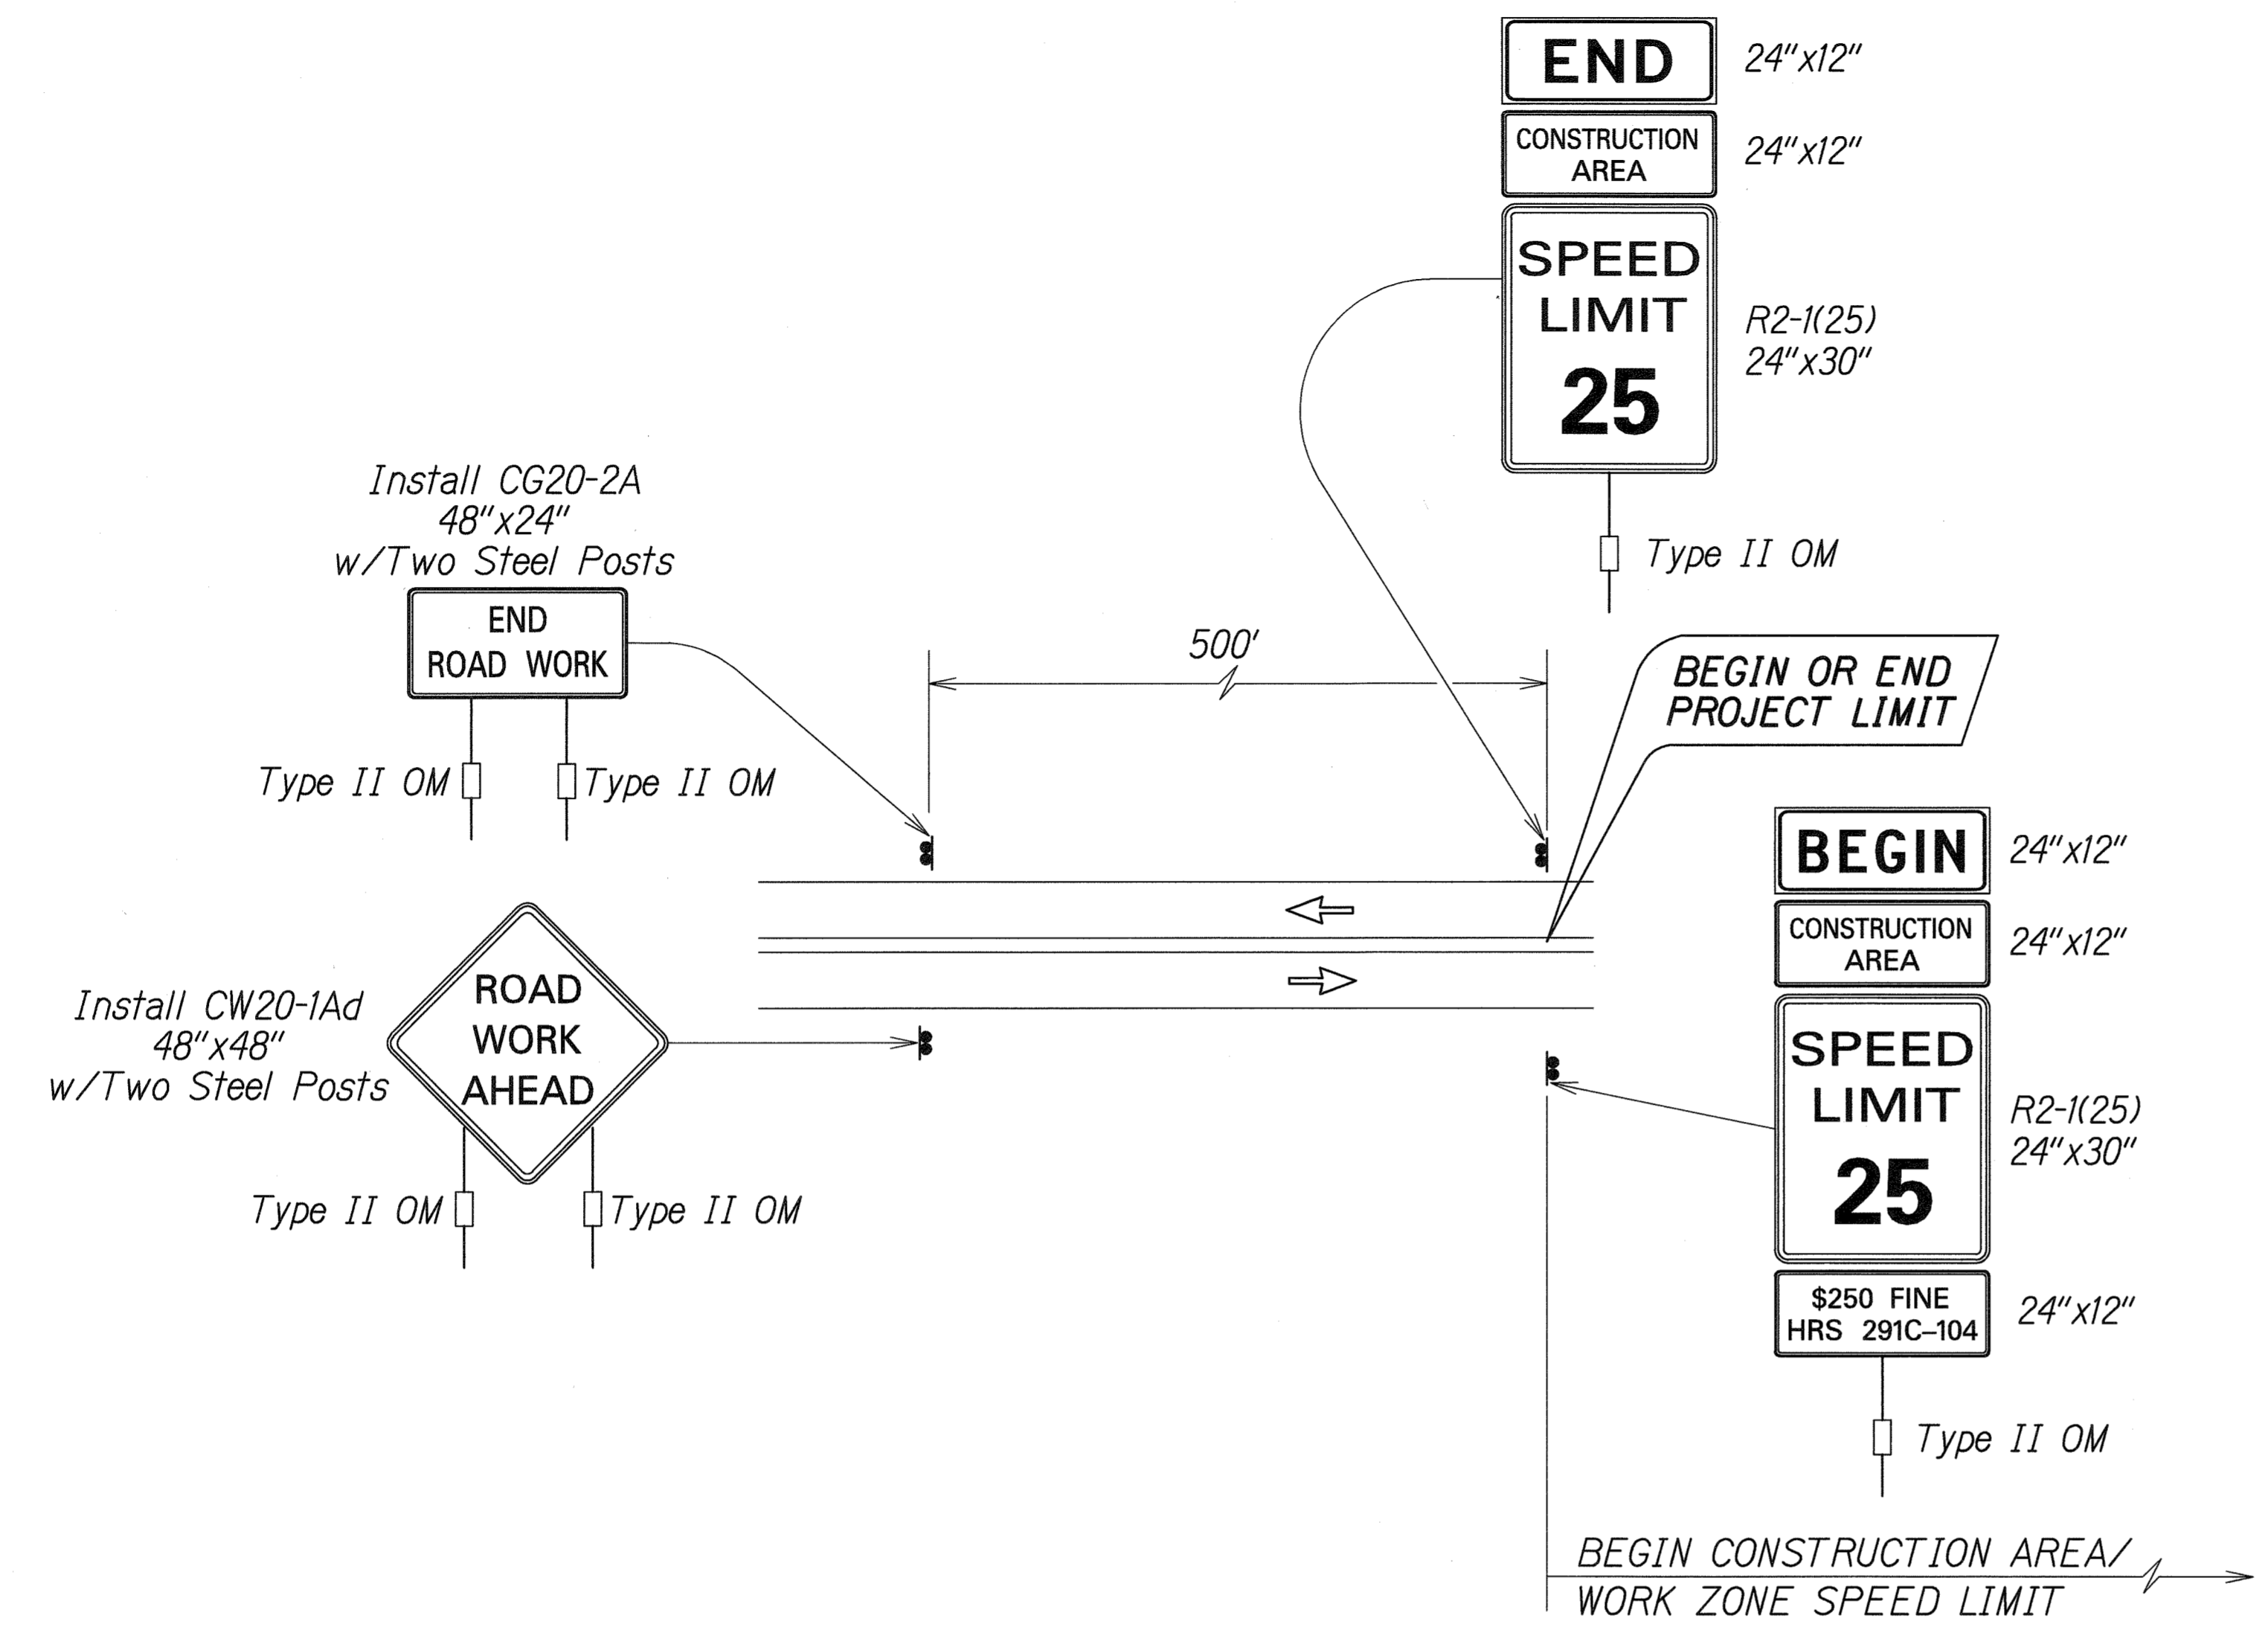 END
24"x12"
CONSTRUCTION
AREA
24"x12"
SPEED
LIMIT
25
R2-1(25)
24"x30"
Type II OM
Install CG20-2A
48"x24"
w/Two Steel Posts
END
ROAD WORK
Type II OM
Type II OM
500'
BEGIN OR END
PROJECT LIMIT
BEGIN
24"x12"
CONSTRUCTION
AREA
24"x12"
SPEED
LIMIT
25
R2-1(25)
24"x30"
$250 FINE
HRS 291C–104
24"x12"
Type II OM
Install CW20-1Ad
48"x48"
w/Two Steel Posts
ROAD
WORK
AHEAD
Type II OM
Type II OM
BEGIN CONSTRUCTION AREA/
WORK ZONE SPEED LIMIT